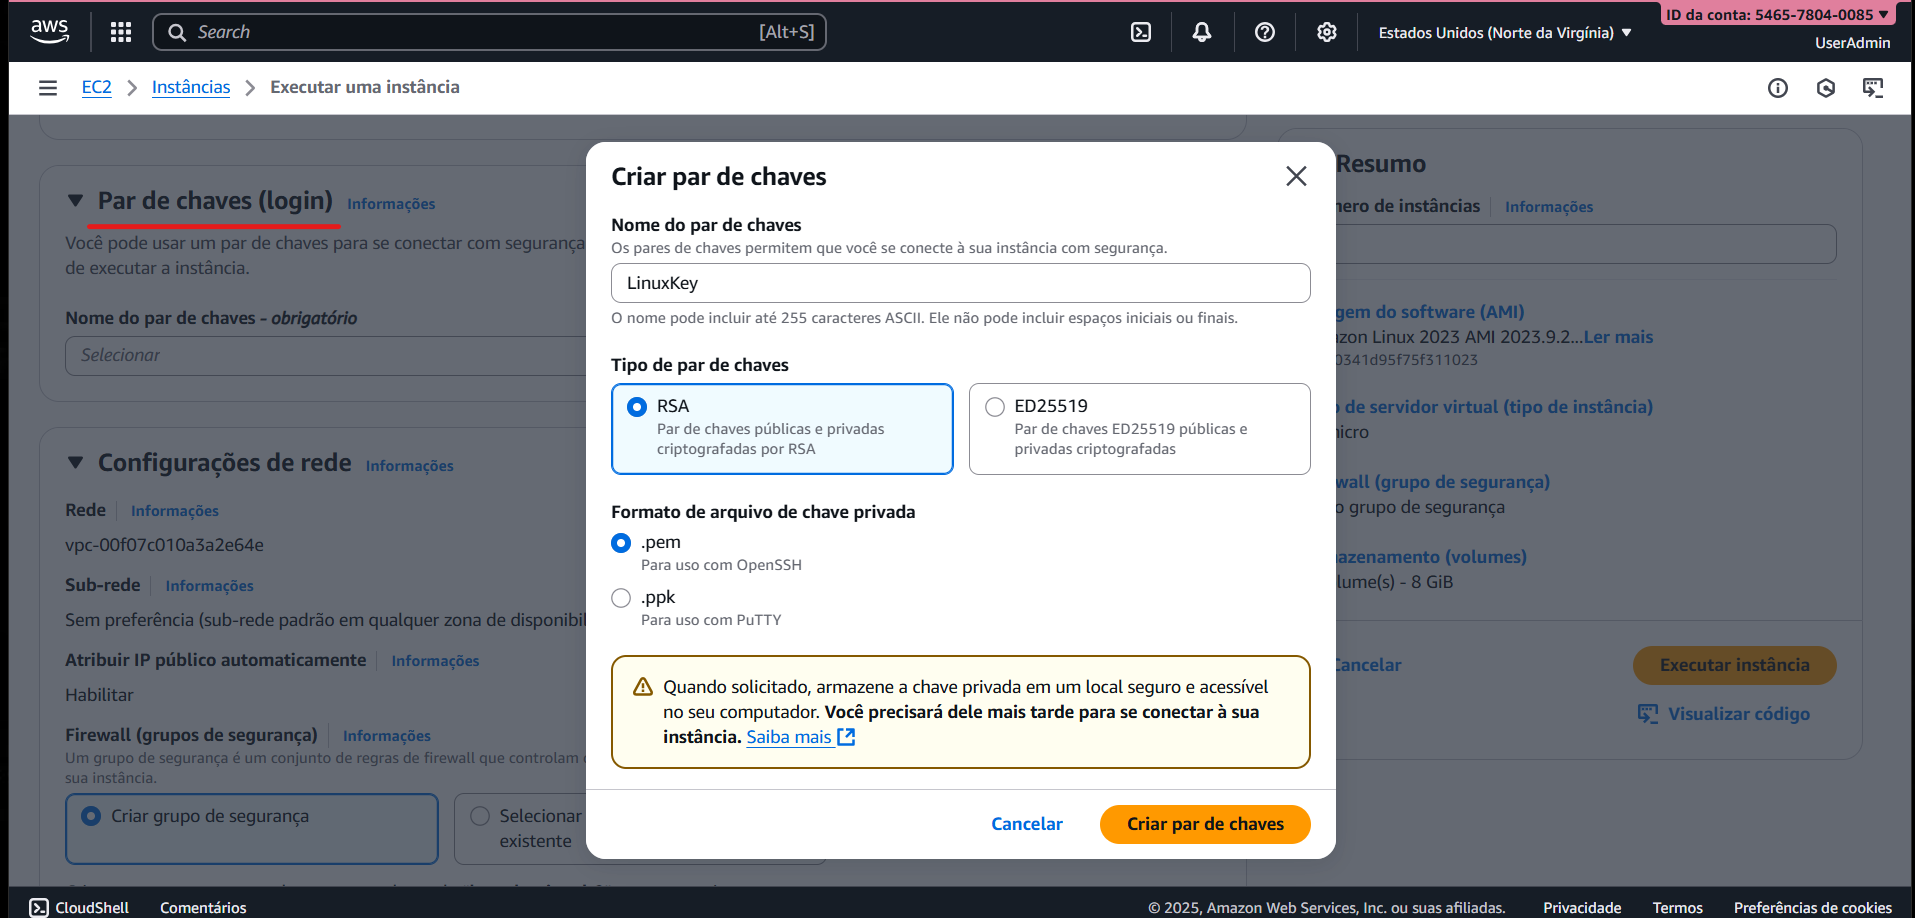 aws
Search
[Alt+S]
Estados Unidos (Norte da Virgínia)
ID da conta: 5465-7804-0085
UserAdmin
EC2
Instâncias
Executar uma instância
Par de chaves (login)
Informações
Você pode usar um par de chaves para se conectar com segurança
de executar a instância.
Nome do par de chaves - obrigatório
Selecionar
Configurações de rede
Informações
Rede
Informações
vpc-00f07c010a3a2e64e
Sub-rede
Informações
Sem preferência (sub-rede padrão em qualquer zona de
Atribuir IP público automaticamente
Informações
Habilitar
Firewall (grupos de segurança)
Informações
Um grupo de segurança é um conjunto de regras de firewall que controlam
sua instância.
Criar grupo de segurança
Selecionar
existente
Criar par de chaves
Nome do par de chaves
Os pares de chaves permitem que você se conecte à sua instância com segurança.
LinuxKey
O nome pode incluir até 255 caracteres ASCII. Ele não pode incluir espaços iniciais ou finais.
Tipo de par de chaves
RSA
Par de chaves públicas e privadas
criptografadas por RSA
ED25519
Par de chaves ED25519 públicas e
privadas criptografadas
Formato de arquivo de chave privada
.pem
Para uso com OpenSSH
.ppk
Para uso com PuTTY
Quando solicitado, armazene a chave privada em um local seguro e acessível
no seu computador. Você precisará dele mais tarde para se conectar à sua
instância. Saiba mais
Cancelar
Criar par de chaves
Resumo
de instâncias
Informações
do software (AMI)
Linux 2023 AMI 2023.9.2...Ler mais
0341d95f75f311023
de servidor virtual (tipo de instância)
(grupo de segurança)
grupo de segurança
(volumes)
- 8 GiB
Cancelar
Executar instância
Visualizar código
CloudShell
Comentários
© 2025, Amazon Web Services, Inc. ou suas afiliadas.
Privacidade
Termos
Preferências de cookies